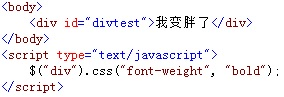 <body>
<div id="divtest">我变胖了</div>
</body>
<script type="text/javascript">
$("div").css("font-weight", "bold");
</script>